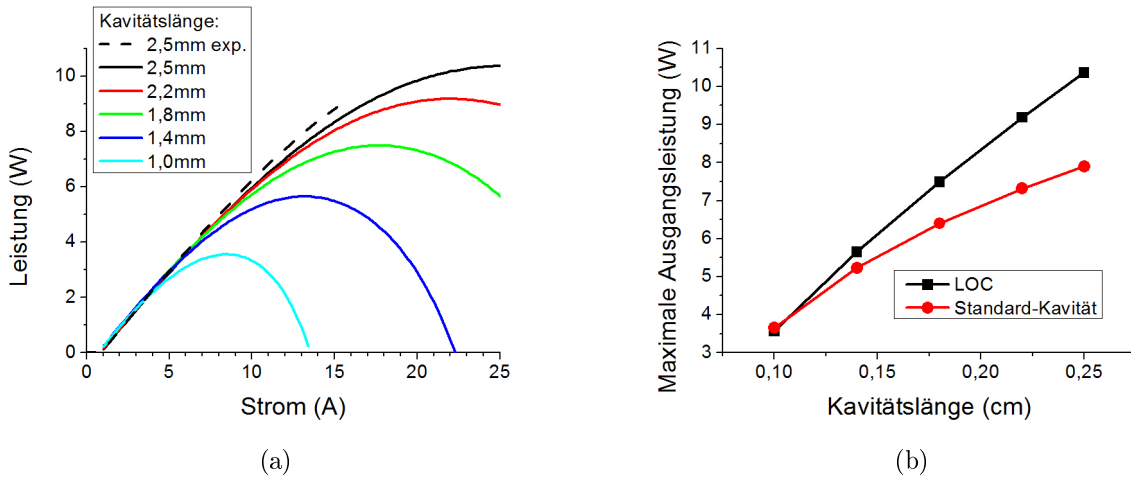 Kavitätslänge:
2,5mm exp.
2,5mm
2,2mm
1,8mm
1,4mm
1,0mm
Leistung (W)
10
8
6
4
2
0
0 5 10 15 20 25
Strom (A)
(a)
Maximale Ausgangsleistung (W)
11
10
9
8
7
6
5
4
3
LOC
Standard-Kavität
0,10 0,15 0,20 0,25
Kavitätslänge (cm)
(b)